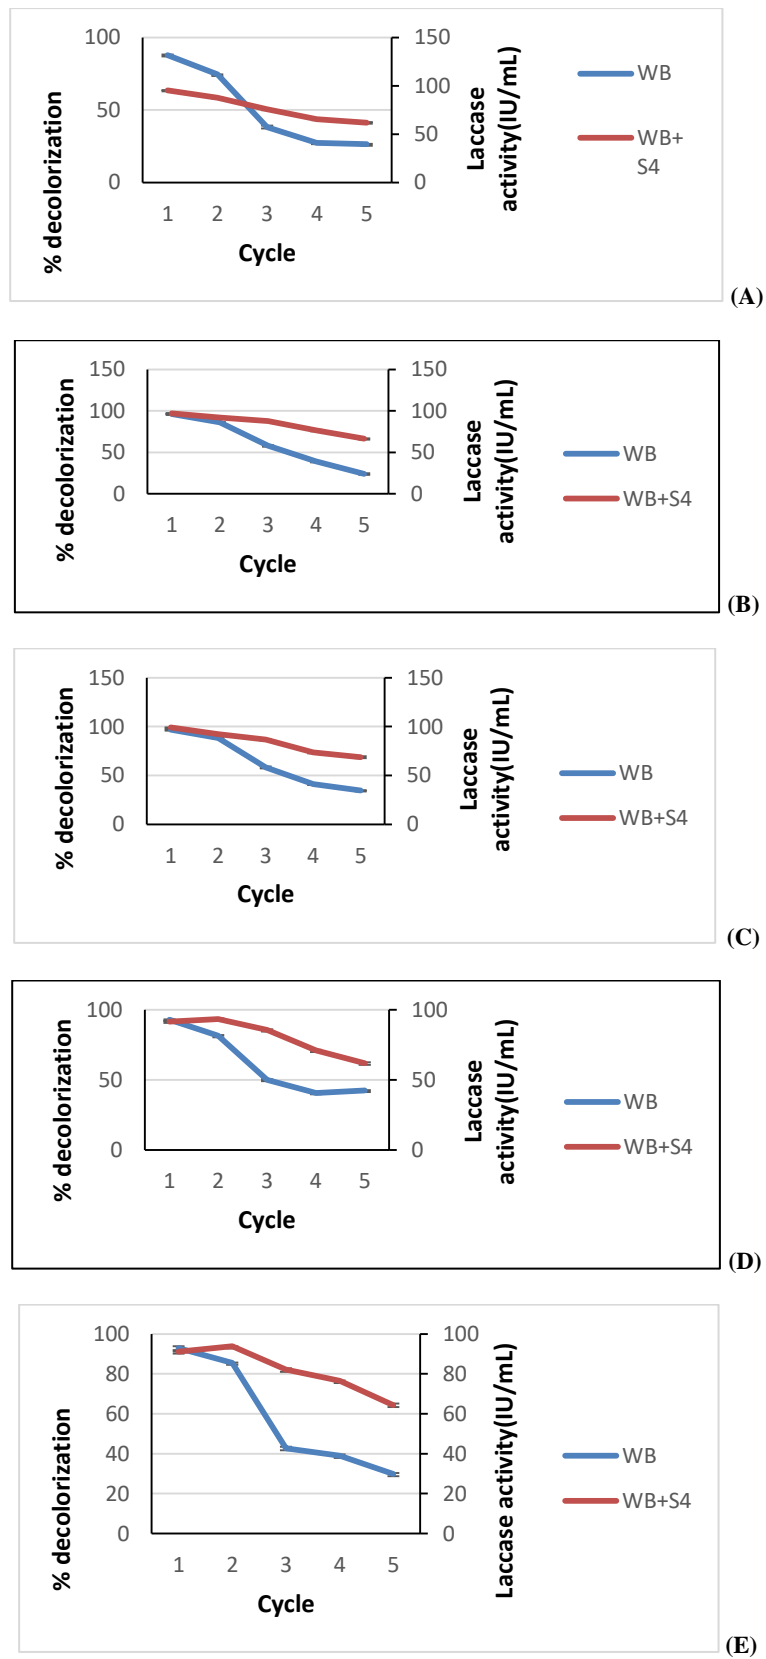 % decolorization
100
50
0
150
100
50
0
Laccase
activity(IU/mL)
1 2 3 4 5
Cycle
WB
WB+
S4
(A)
% decolorization
150
100
50
0
150
100
50
0
Laccase
activity(IU/mL)
1 2 3 4 5
Cycle
WB
WB+S4
(B)
% decolorization
150
100
50
0
150
100
50
0
Laccase
activity(IU/mL)
1 2 3 4 5
Cycle
WB
WB+S4
(C)
% decolorization
100
50
0
100
50
0
Laccase
activity(IU/mL)
1 2 3 4 5
Cycle
WB
WB+S4
(D)
% decolorization
100
80
60
40
20
0
100
80
60
40
20
0
Laccase activity(IU/mL)
1 2 3 4 5
Cycle
WB
WB+S4
(E)